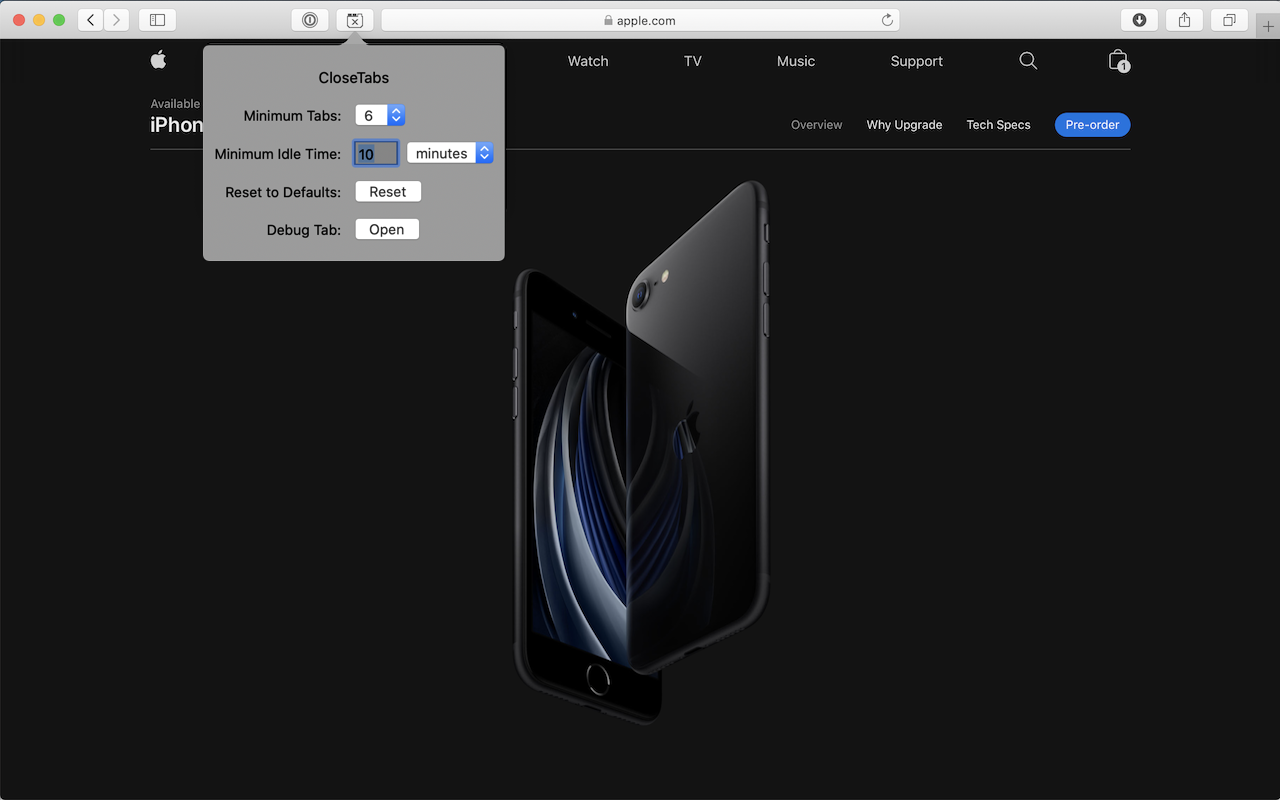 apple.com
CloseTabs
Minimum Tabs: 6
Minimum Idle Time: 10 minutes
Reset to Defaults: Reset
Debug Tab: Open
Watch TV Music Support 1
Available
iPhon
Overview Why Upgrade Tech Specs Pre-order